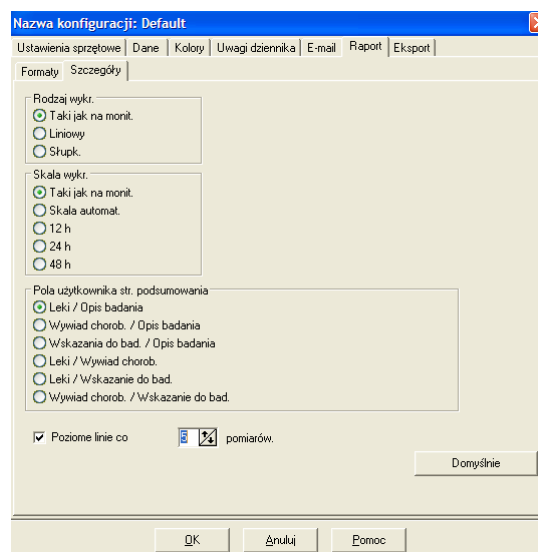 Nazwa konfiguracji: Default
Ustawienia sprzętowe Dane Kolory Uwagi dziennika E-mail Raport Eksport
Formaty Szczegóły
Rodzaj wykr.
Taki jak na monit.
Liniowy
Słupk.
Skala wykr.
Taki jak na monit.
Skala automat.
12 h
24 h
48 h
Pola użytkownika str. podsumowania
Leki / Opis badania
Wywiad chorob. / Opis badania
Wskazania do bad. / Opis badania
Leki / Wywiad chorob.
Leki / Wskazanie do bad.
Wywiad chorob. / Wskazanie do bad.
Poziome linie co 5 pomiarów.
Domyślnie
OK Anuluj Pomoc